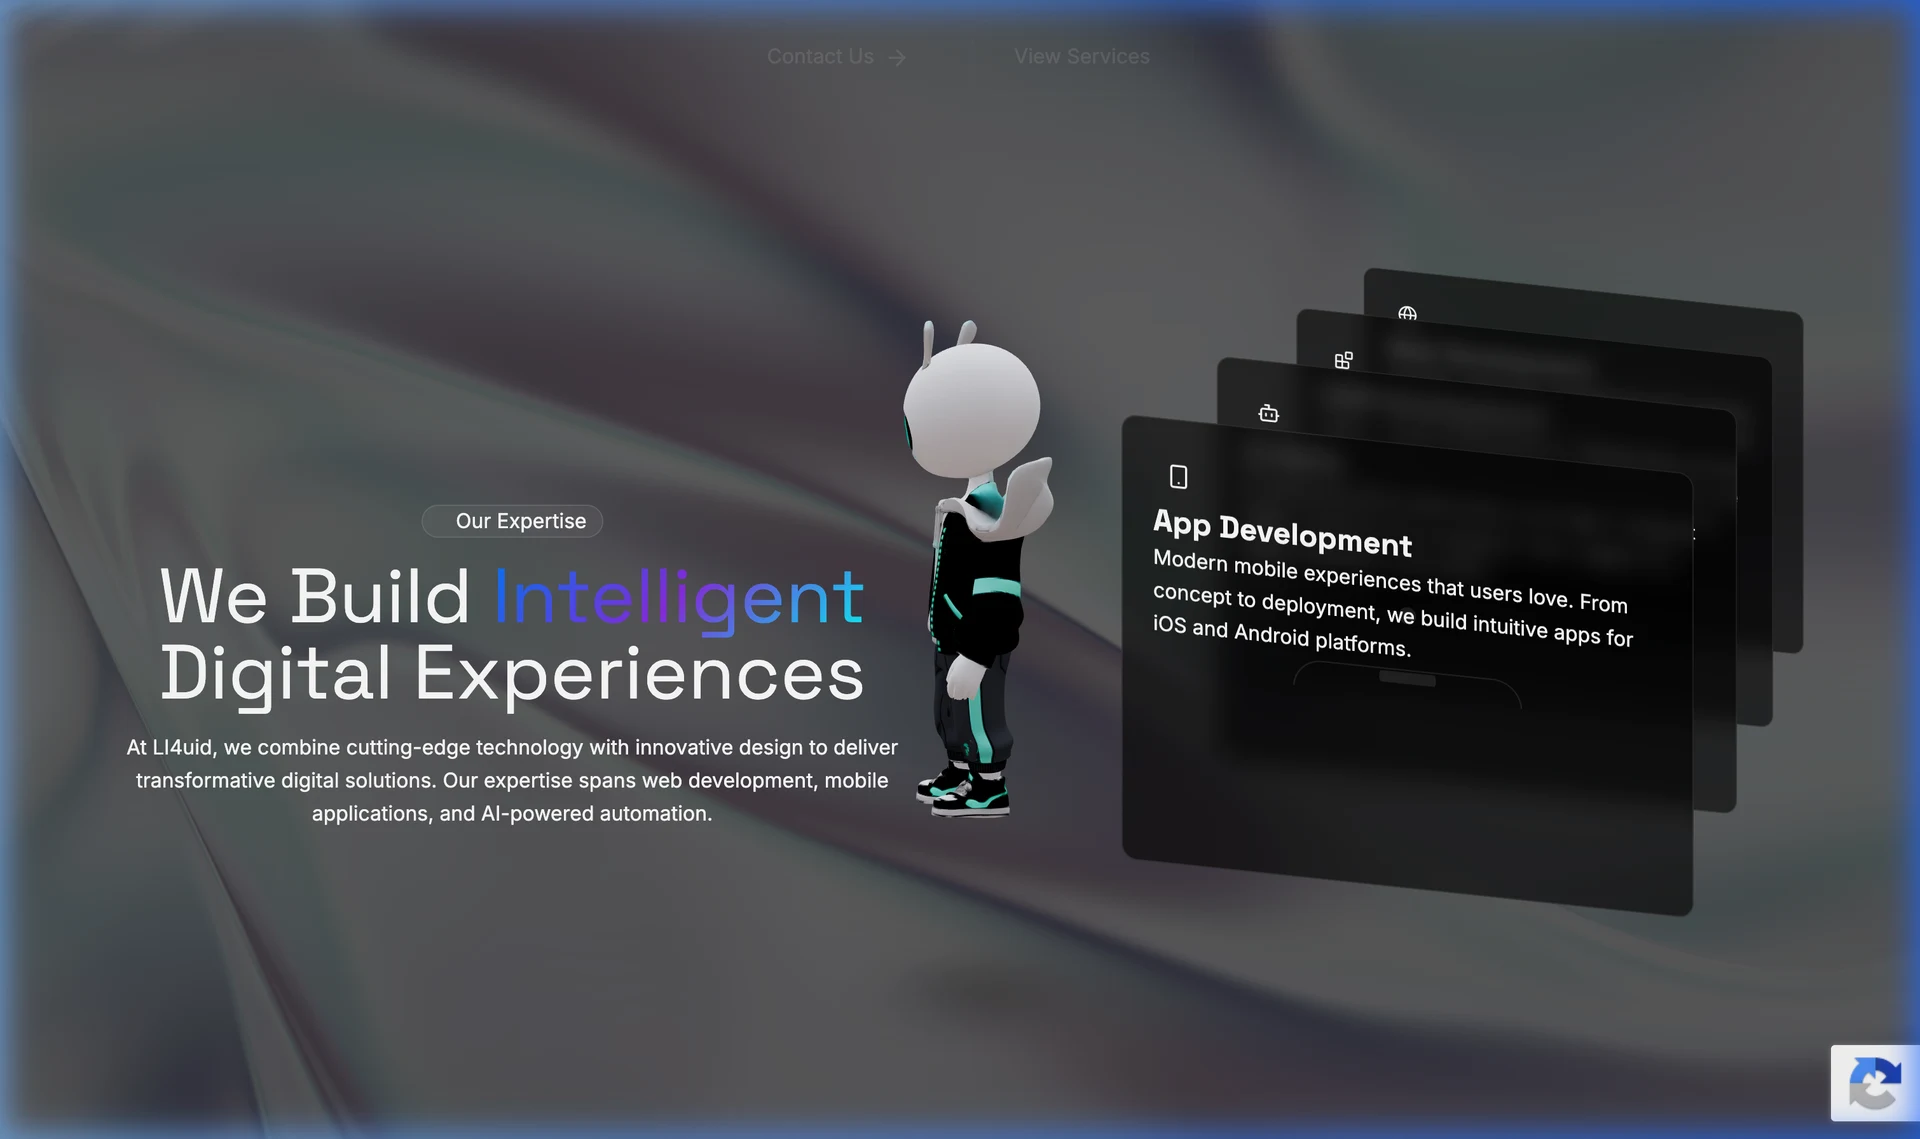 Contact Us →
View Services
Our Expertise
We Build Intelligent
Digital Experiences
At LI4uid, we combine cutting-edge technology with innovative design to deliver
transformative digital solutions. Our expertise spans web development, mobile
applications, and AI-powered automation.
App Development
Modern mobile experiences that users love. From
concept to deployment, we build intuitive apps for
iOS and Android platforms.